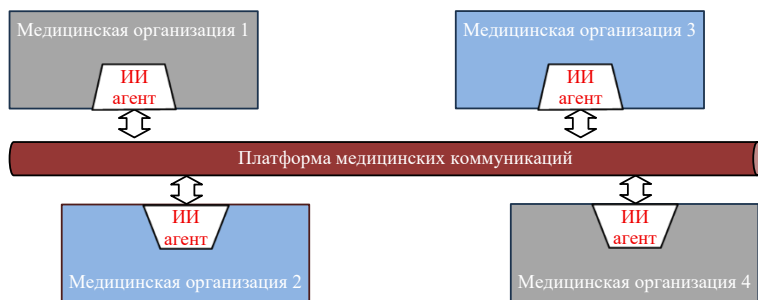 Медицинская организация 1
ИИ
агент
Медицинская организация 3
ИИ
агент
Платформа медицинских коммуникаций
ИИ
агент
Медицинская организация 2
ИИ
агент
Медицинская организация 4